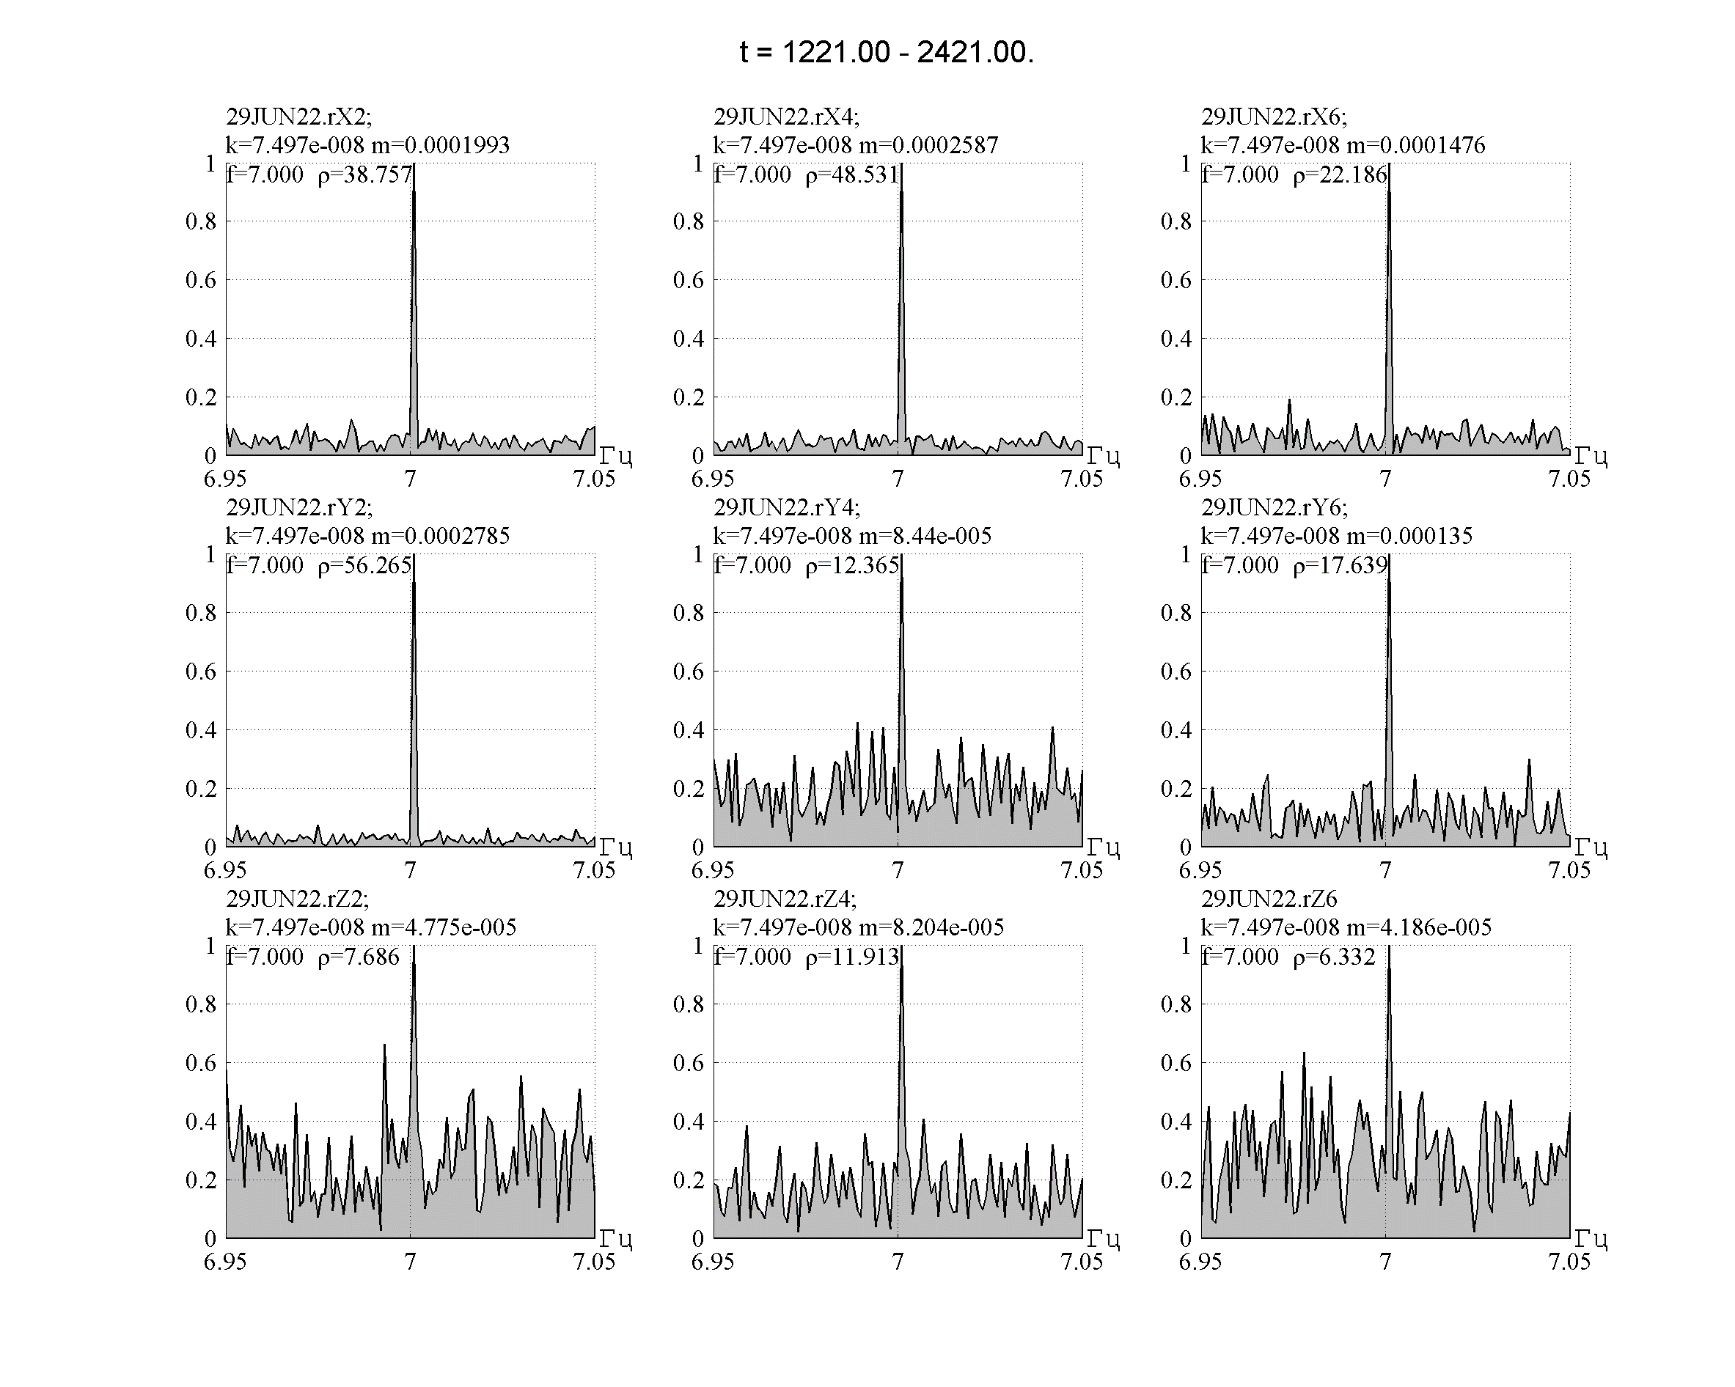 t = 1221.00 - 2421.00.
29JUN22.rX2;
k=7.497e-008 m=0.0001993
f=7.000 ρ=38.757
1
0.8
0.6
0.4
0.2
0
6.95
7
7.05
Гц
29JUN22.rX4;
k=7.497e-008 m=0.0002587
f=7.000 ρ=48.531
1
0.8
0.6
0.4
0.2
0
6.95
7
7.05
Гц
29JUN22.rX6;
k=7.497e-008 m=0.0001476
f=7.000 ρ=22.186
1
0.8
0.6
0.4
0.2
0
6.95
7
7.05
Гц
29JUN22.rY2;
k=7.497e-008 m=0.0002785
f=7.000 ρ=56.265
1
0.8
0.6
0.4
0.2
0
6.95
7
7.05
Гц
29JUN22.rY4;
k=7.497e-008 m=8.44e-005
f=7.000 ρ=12.365
1
0.8
0.6
0.4
0.2
0
6.95
7
7.05
Гц
29JUN22.rY6;
k=7.497e-008 m=0.000135
f=7.000 ρ=17.639
1
0.8
0.6
0.4
0.2
0
6.95
7
7.05
Гц
29JUN22.rZ2;
k=7.497e-008 m=4.775e-005
f=7.000 ρ=7.686
1
0.8
0.6
0.4
0.2
0
6.95
7
7.05
Гц
29JUN22.rZ4;
k=7.497e-008 m=8.204e-005
f=7.000 ρ=11.913
1
0.8
0.6
0.4
0.2
0
6.95
7
7.05
Гц
29JUN22.rZ6
k=7.497e-008 m=4.186e-005
f=7.000 ρ=6.332
1
0.8
0.6
0.4
0.2
0
6.95
7
7.05
Гц